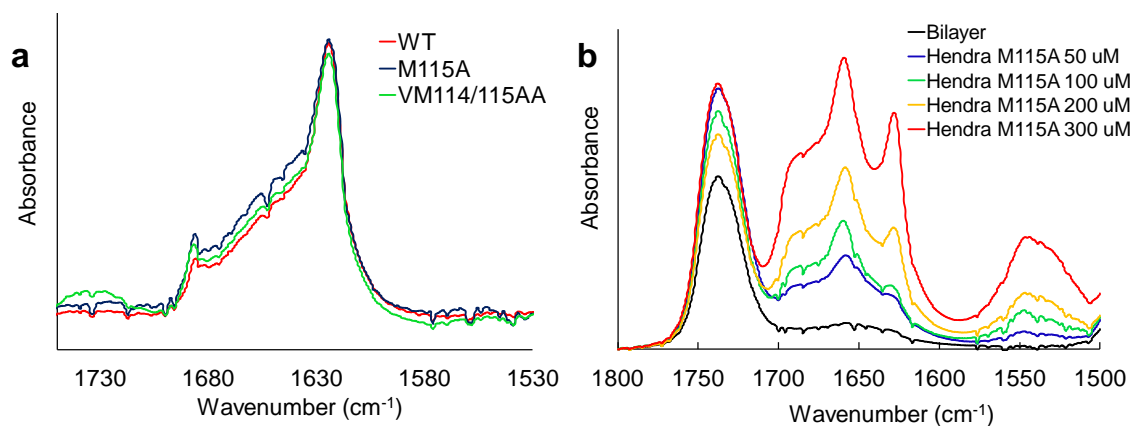 a
WT
M115A
VM114/115AA
Absorbance
1730 1680 1630 1580 1530
Wavenumber (cm⁻¹)
b
Bilayer
Hendra M115A 50 uM
Hendra M115A 100 uM
Hendra M115A 200 uM
Hendra M115A 300 uM
Absorbance
1800 1750 1700 1650 1600 1550 1500
Wavenumber (cm⁻¹)